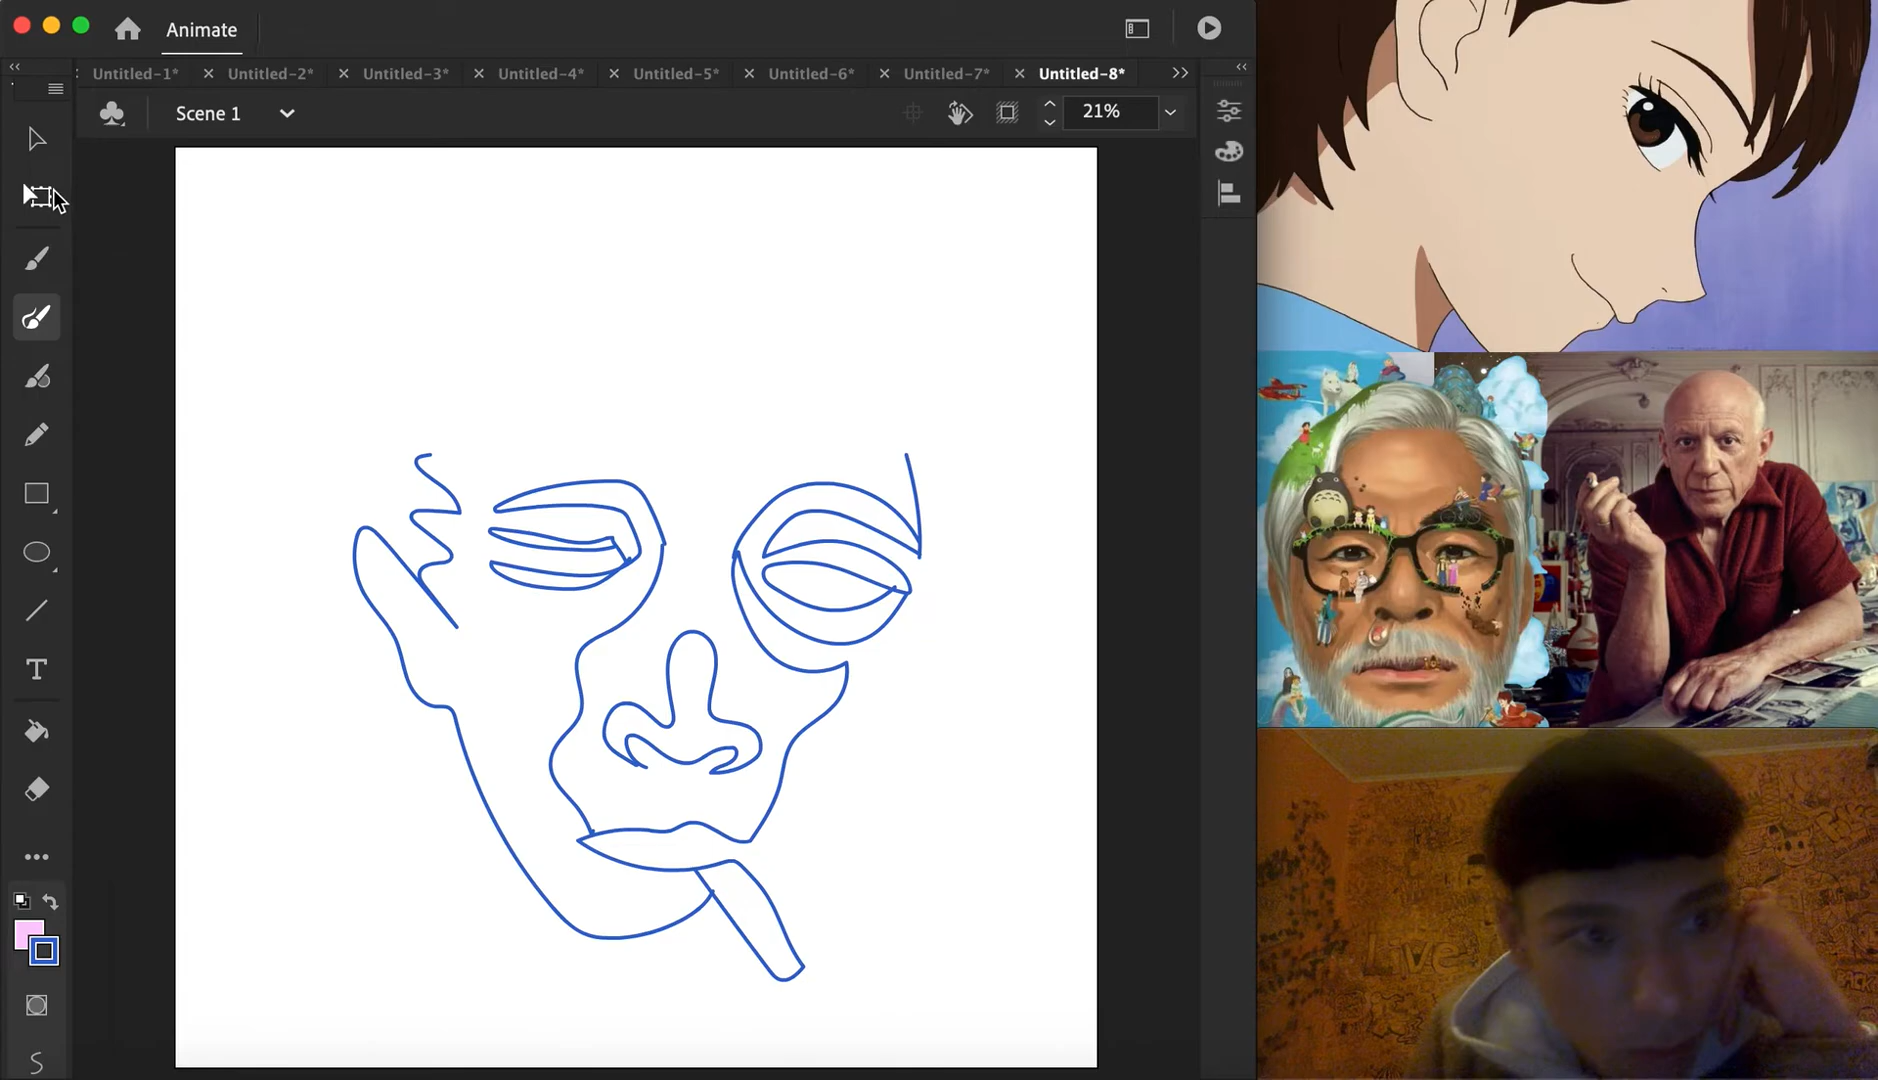 Animate
Untitled-1*
Untitled-2*
Untitled-3*
Untitled-4*
Untitled-5*
Untitled-6*
Untitled-7*
Untitled-8*
Scene 1
21%
Live